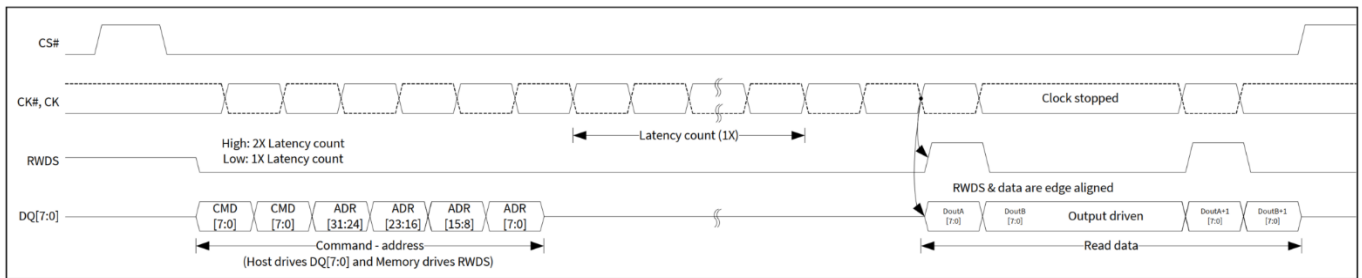 CS#
CK#, CK
Clock stopped
Latency count (1X)
High: 2X Latency count
Low: 1X Latency count
RWDS
RWDS & data are edge aligned
DQ[7:0]
CMD [7:0]
CMD [7:0]
ADR [31:24]
ADR [23:16]
ADR [15:8]
ADR [7:0]
DoutA [7:0]
DoutB [7:0]
Output driven
DoutA+1 [7:0]
DoutB+1 [7:0]
Command - address
(Host drives DQ[7:0] and Memory drives RWDS)
Read data